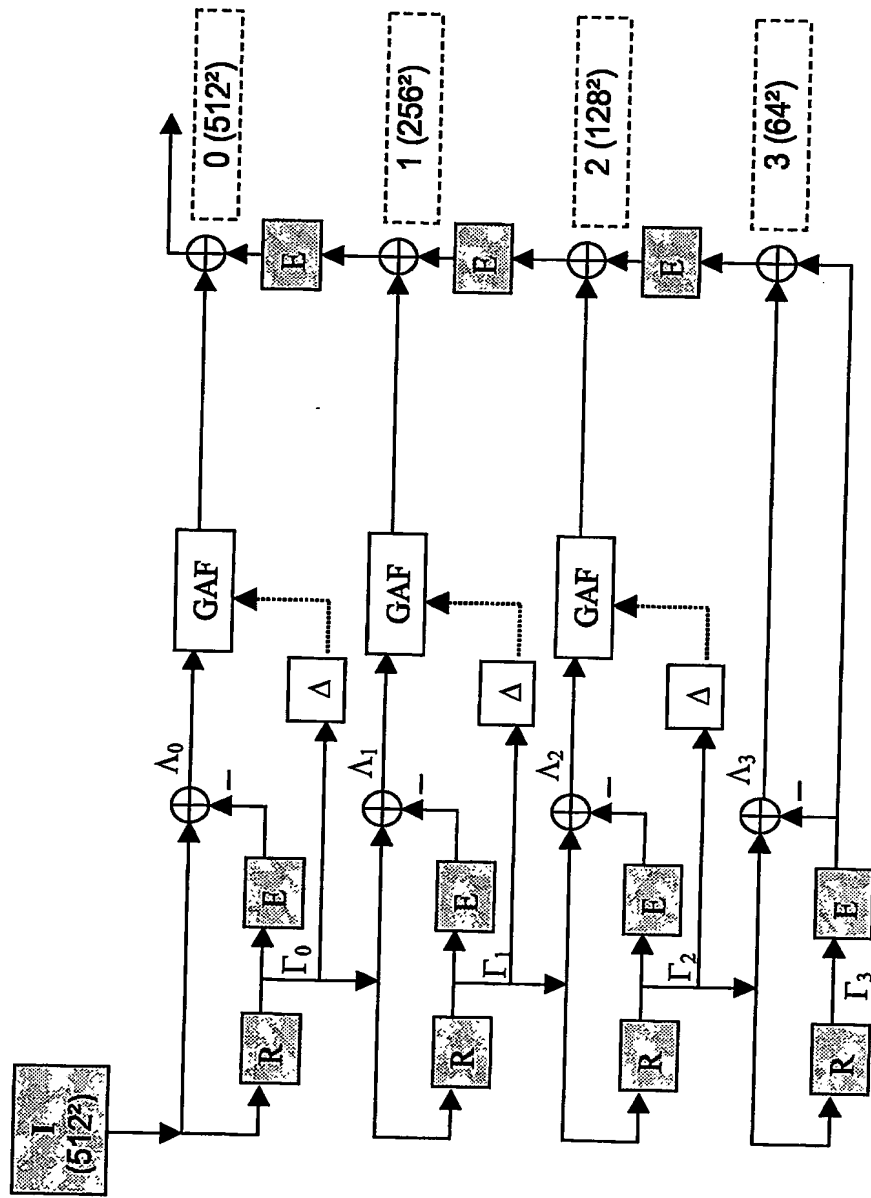 I
(512²)
Λ₀
GAF
0 (512²)
R
Γ₀
E
–
Δ
E
Λ₁
GAF
1 (256²)
R
Γ₁
E
–
Δ
E
Λ₂
GAF
2 (128²)
R
Γ₂
E
–
Δ
E
Λ₃
3 (64²)
R
Γ₃
E
–